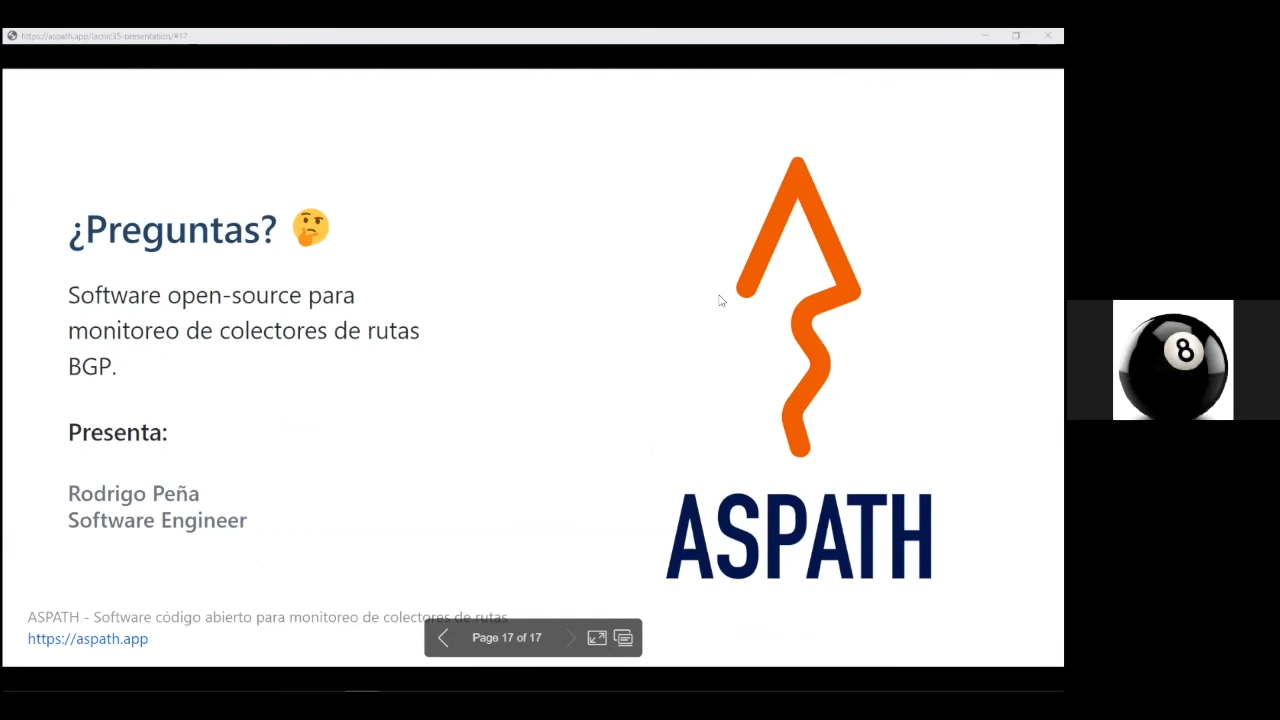 https://aspath.app/lacnic35-presentation/#17
¿Preguntas? 🤔
Software open-source para
monitoreo de colectores de rutas
BGP.
Presenta:
Rodrigo Peña
Software Engineer
ASPATH
ASPATH - Software código abierto para monitoreo de colectores de rutas
https://aspath.app
Page 17 of 17
8